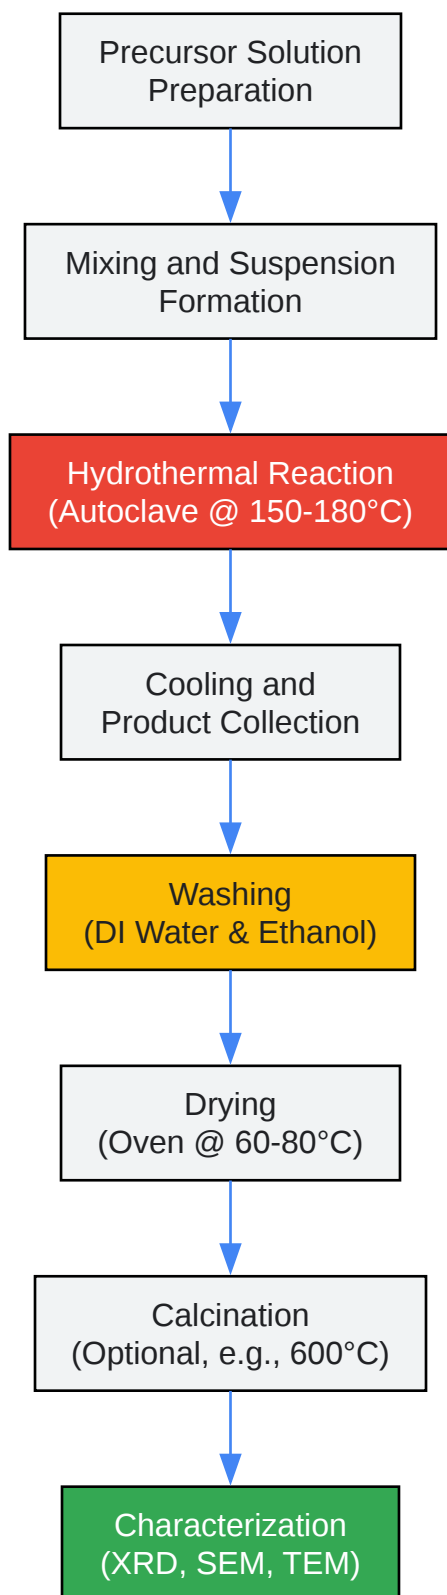 Precursor Solution
Preparation
Mixing and Suspension
Formation
Hydrothermal Reaction
(Autoclave @ 150-180°C)
Cooling and
Product Collection
Washing
(DI Water & Ethanol)
Drying
(Oven @ 60-80°C)
Calcination
(Optional, e.g., 600°C)
Characterization
(XRD, SEM, TEM)